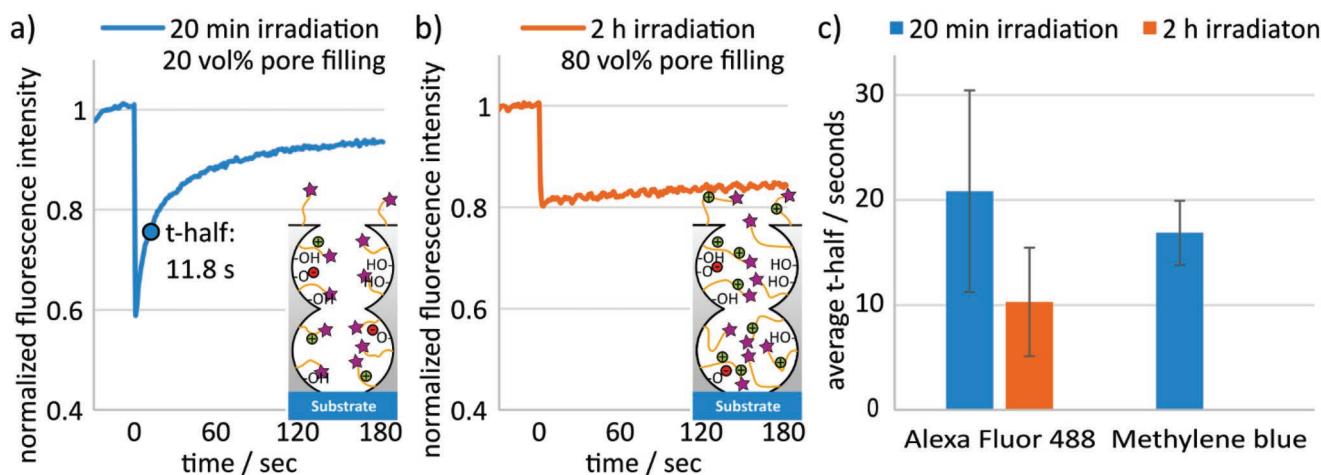 a)
20 min irradiation
20 vol% pore filling
normalized fluorescence intensity
1
0.8
0.6
0.4
t-half:
11.8 s
-OH
-O
-OH
HO-
HO-
O-
-OH
Substrate
0 60 120 180
time / sec
b)
2 h irradiation
80 vol% pore filling
normalized fluorescence intensity
1
0.8
0.6
0.4
-OH
-O
-OH
HO-
HO-
HO-
-O
Substrate
0 60 120 180
time / sec
c)
20 min irradiation 2 h irradiaton
average t-half / seconds
30
20
10
0
Alexa Fluor 488 Methylene blue